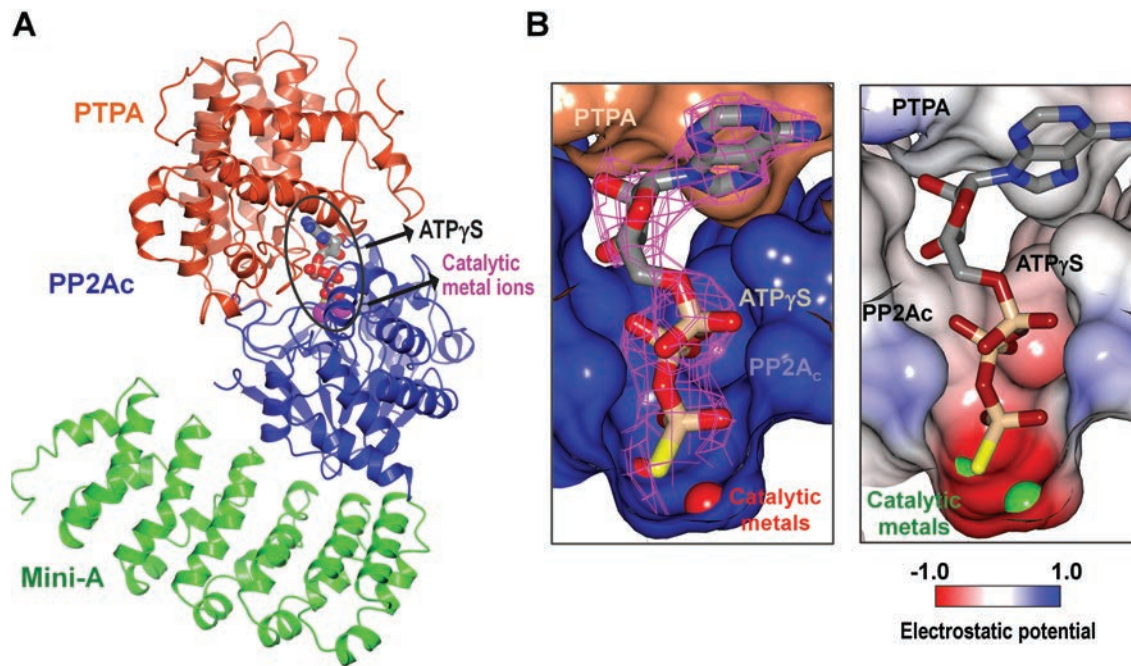 A
PTPA
ATPγS
Catalytic
metal ions
PP2Ac
Mini-A
B
PTPA
ATPγS
PP2Ac
Catalytic
metals
PTPA
ATPγS
PP2Ac
Catalytic
metals
-1.0 1.0
Electrostatic potential